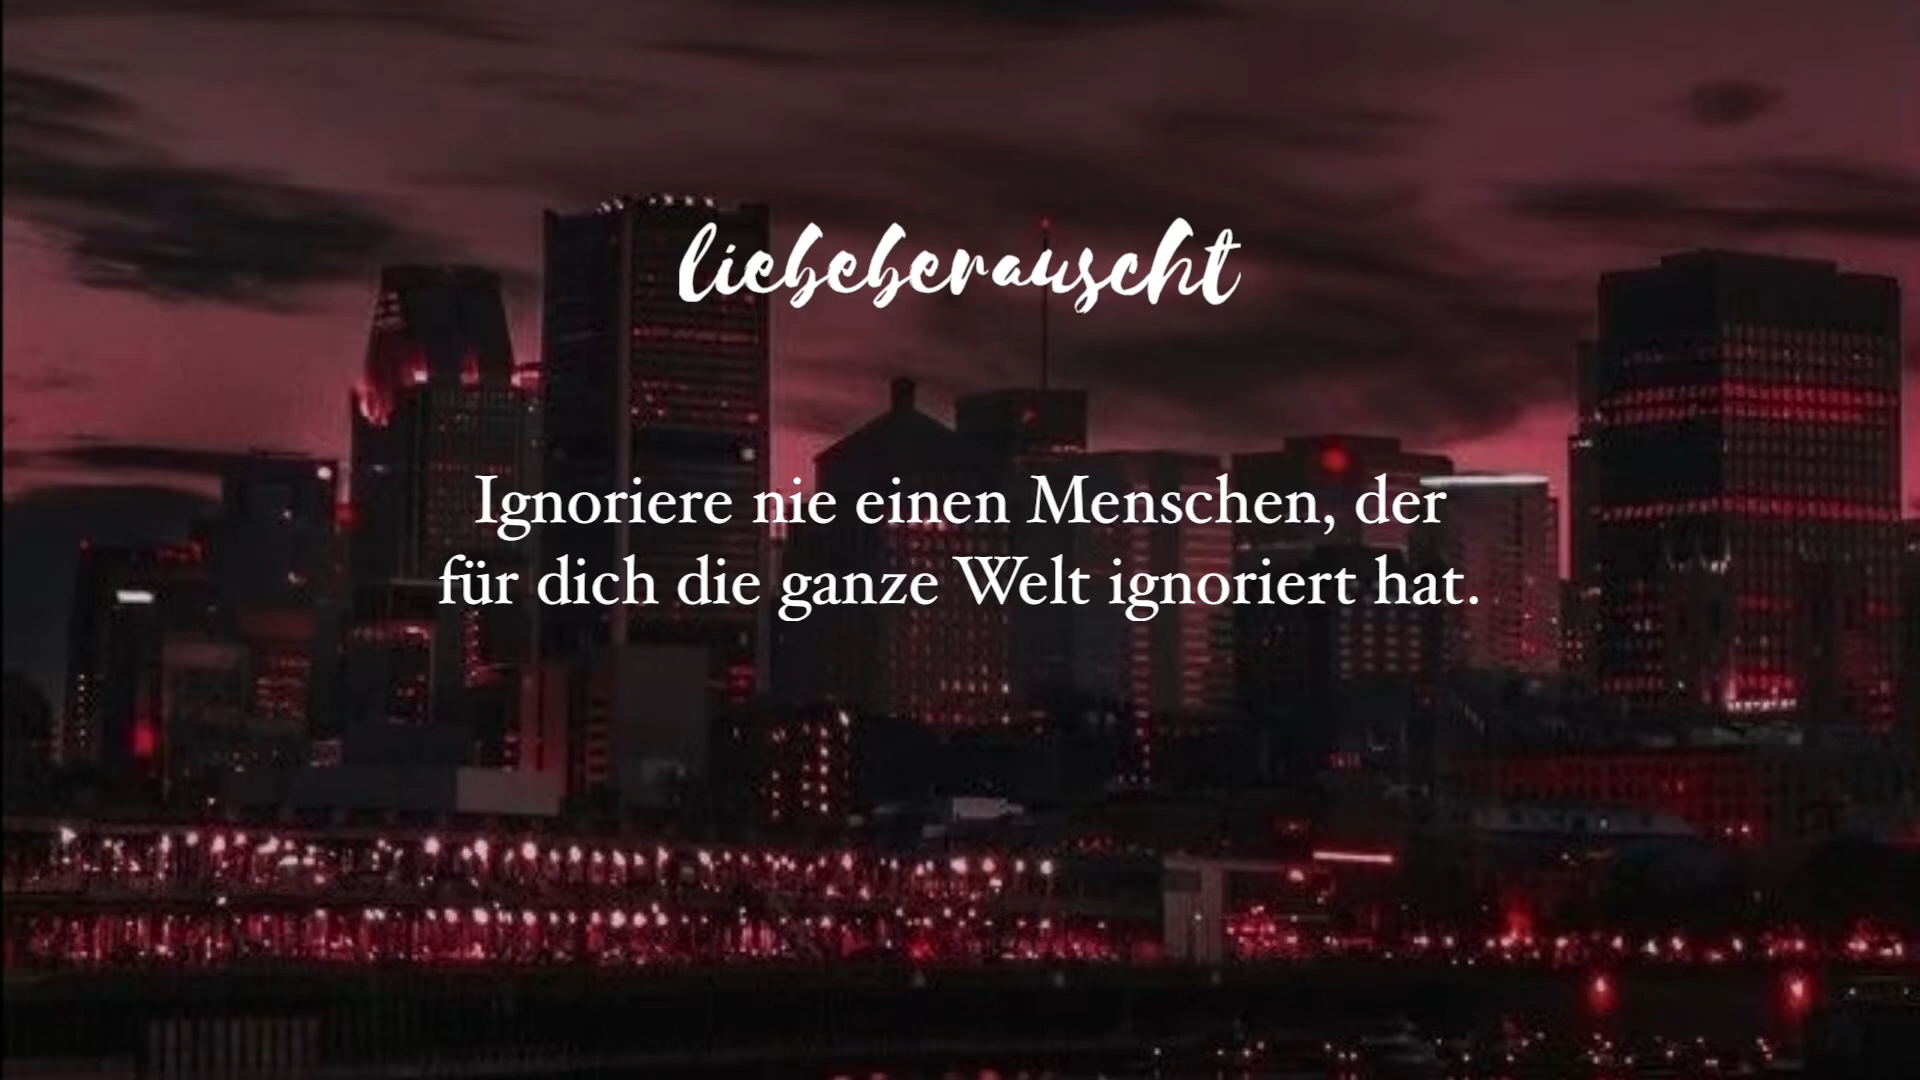 liebeberauscht
Ignoriere nie einen Menschen, der
für dich die ganze Welt ignoriert hat.